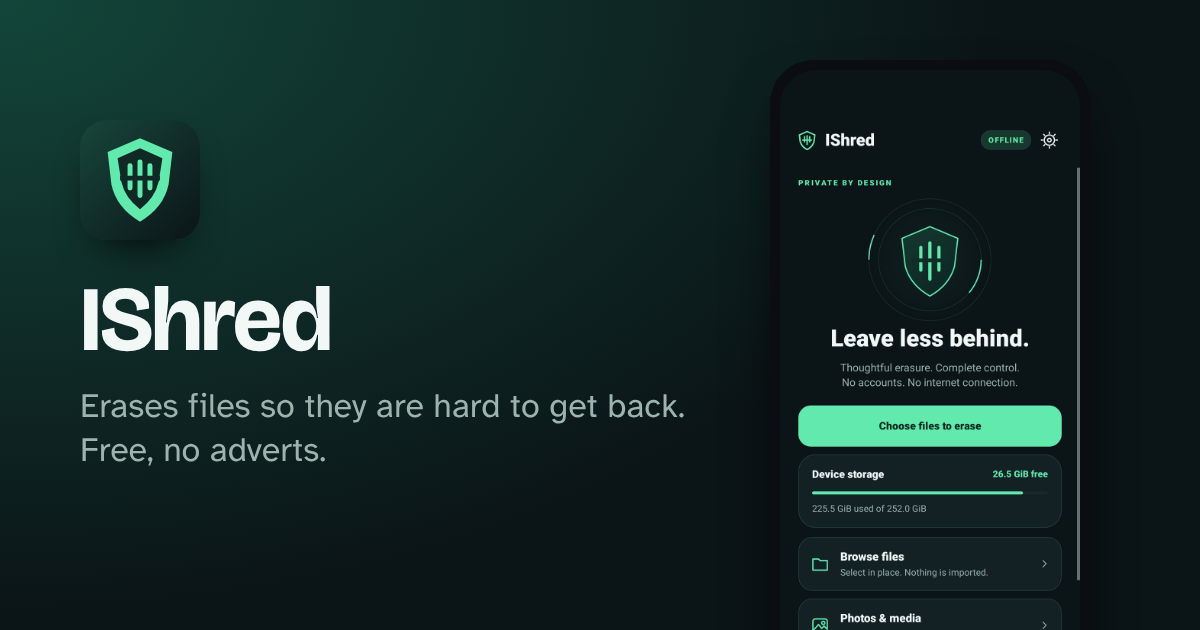 IShred
Erases files so they are hard to get back.
Free, no adverts.
IShred
OFFLINE
PRIVATE BY DESIGN
Leave less behind.
Thoughtful erasure. Complete control.
No accounts. No internet connection.
Choose files to erase
Device storage
26.5 GiB free
225.5 GiB used of 252.0 GiB
Browse files
Select in place. Nothing is imported.
Photos & media